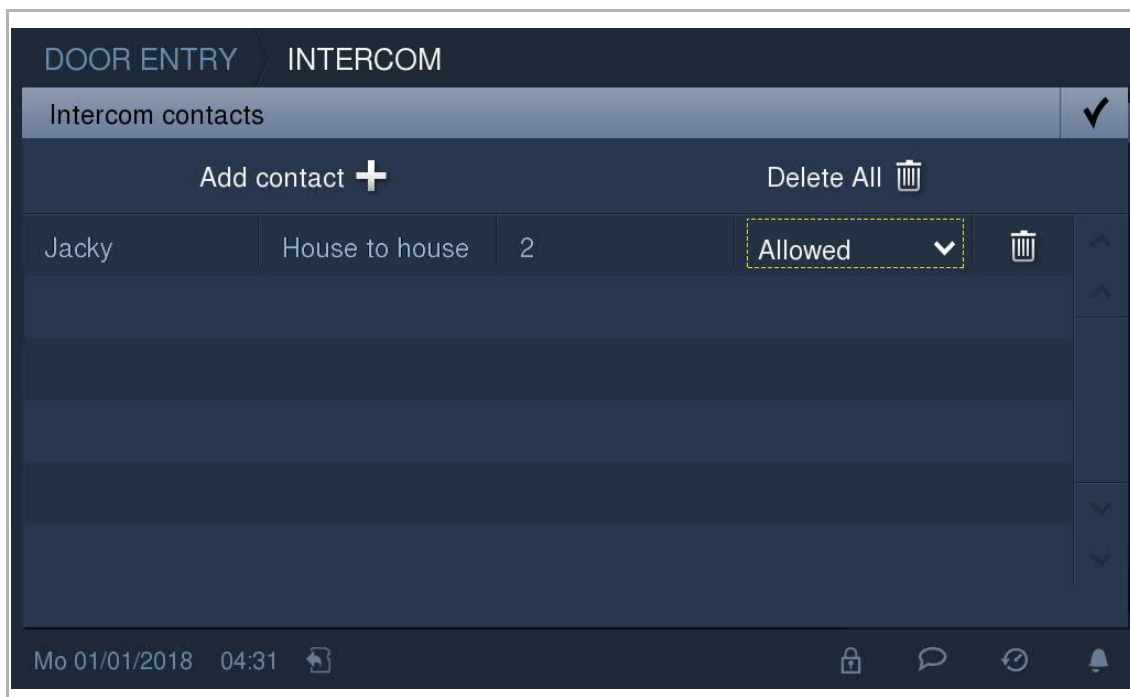 DOOR ENTRY INTERCOM
Intercom contacts
Add contact Delete All
Jacky House to house 2 Allowed
Mo 01/01/2018 04:31